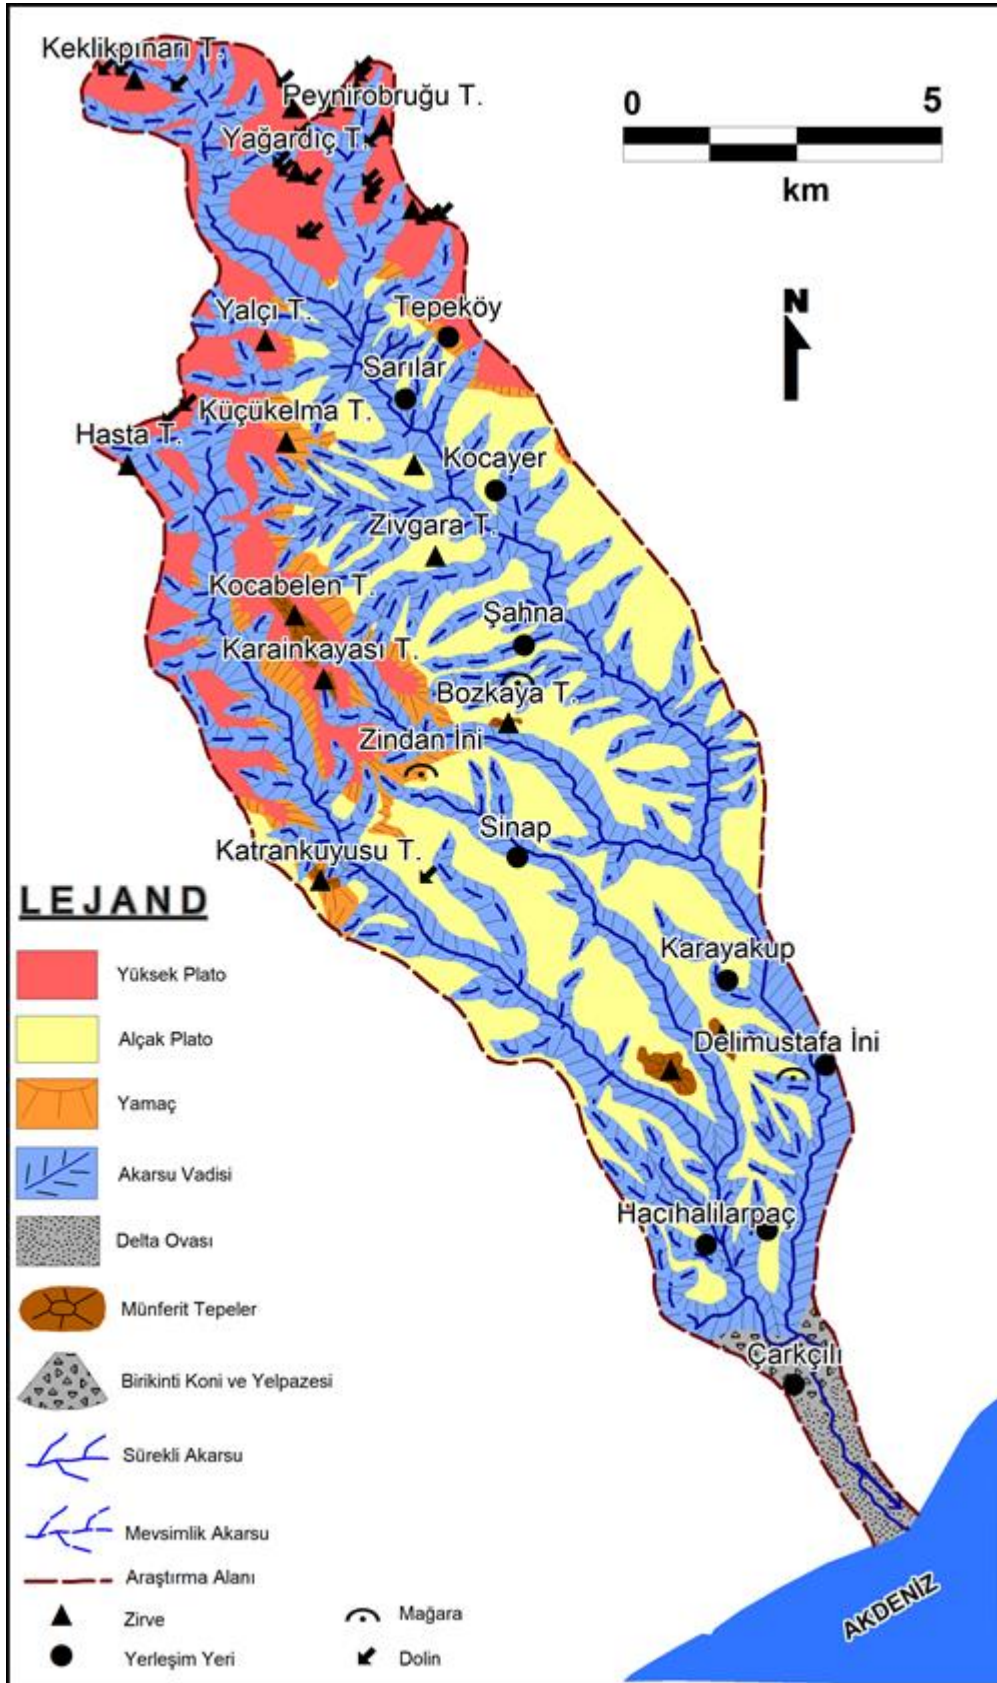 Keklikpınarı T.
0 5
km
Peynirobruğu T.
Yağardıç T.
N
Yalçı T.
Tepeköy
Sarılar
Küçükelma T.
Hasta T.
Kocayer
Zivgara T.
Kocabelen T.
Şahna
Karainkayası T.
Bozkaya T.
Zindan İni
Sinap
Katrankuyusu T.
Karayakup
Delimustafa İni
Hacıhalilarpaç
Çarkçılı
AKDENİZ
LEJAND
Yüksek Plato
Alçak Plato
Yamaç
Akarsu Vadisi
Delta Ovası
Münferit Tepeler
Birikinti Koni ve Yelpazesi
Sürekli Akarsu
Mevsimlik Akarsu
Araştırma Alanı
Zirve
Mağara
Yerleşim Yeri
Dolin